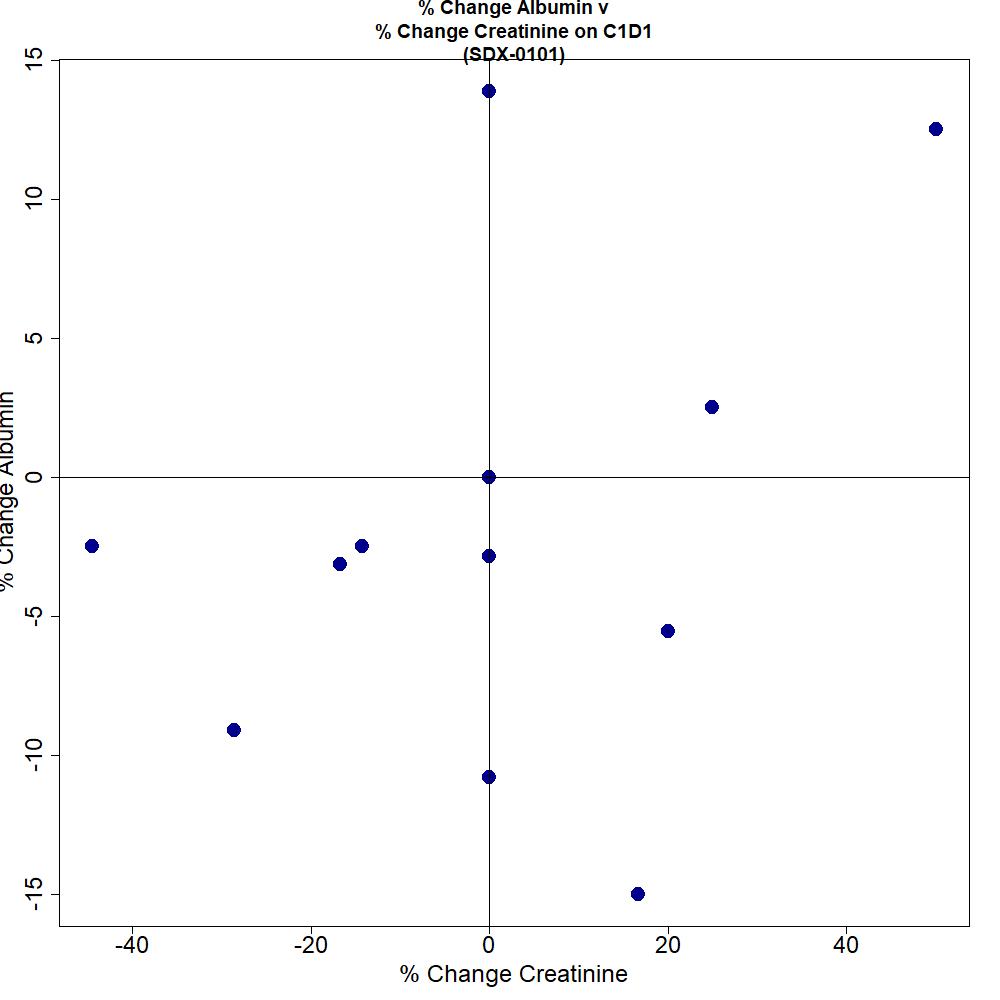 % Change Albumin v
% Change Creatinine on C1D1
(SDX-0101)
15
10
5
0
-5
-10
-15
% Change Albumin
-40
-20
0
20
40
% Change Creatinine